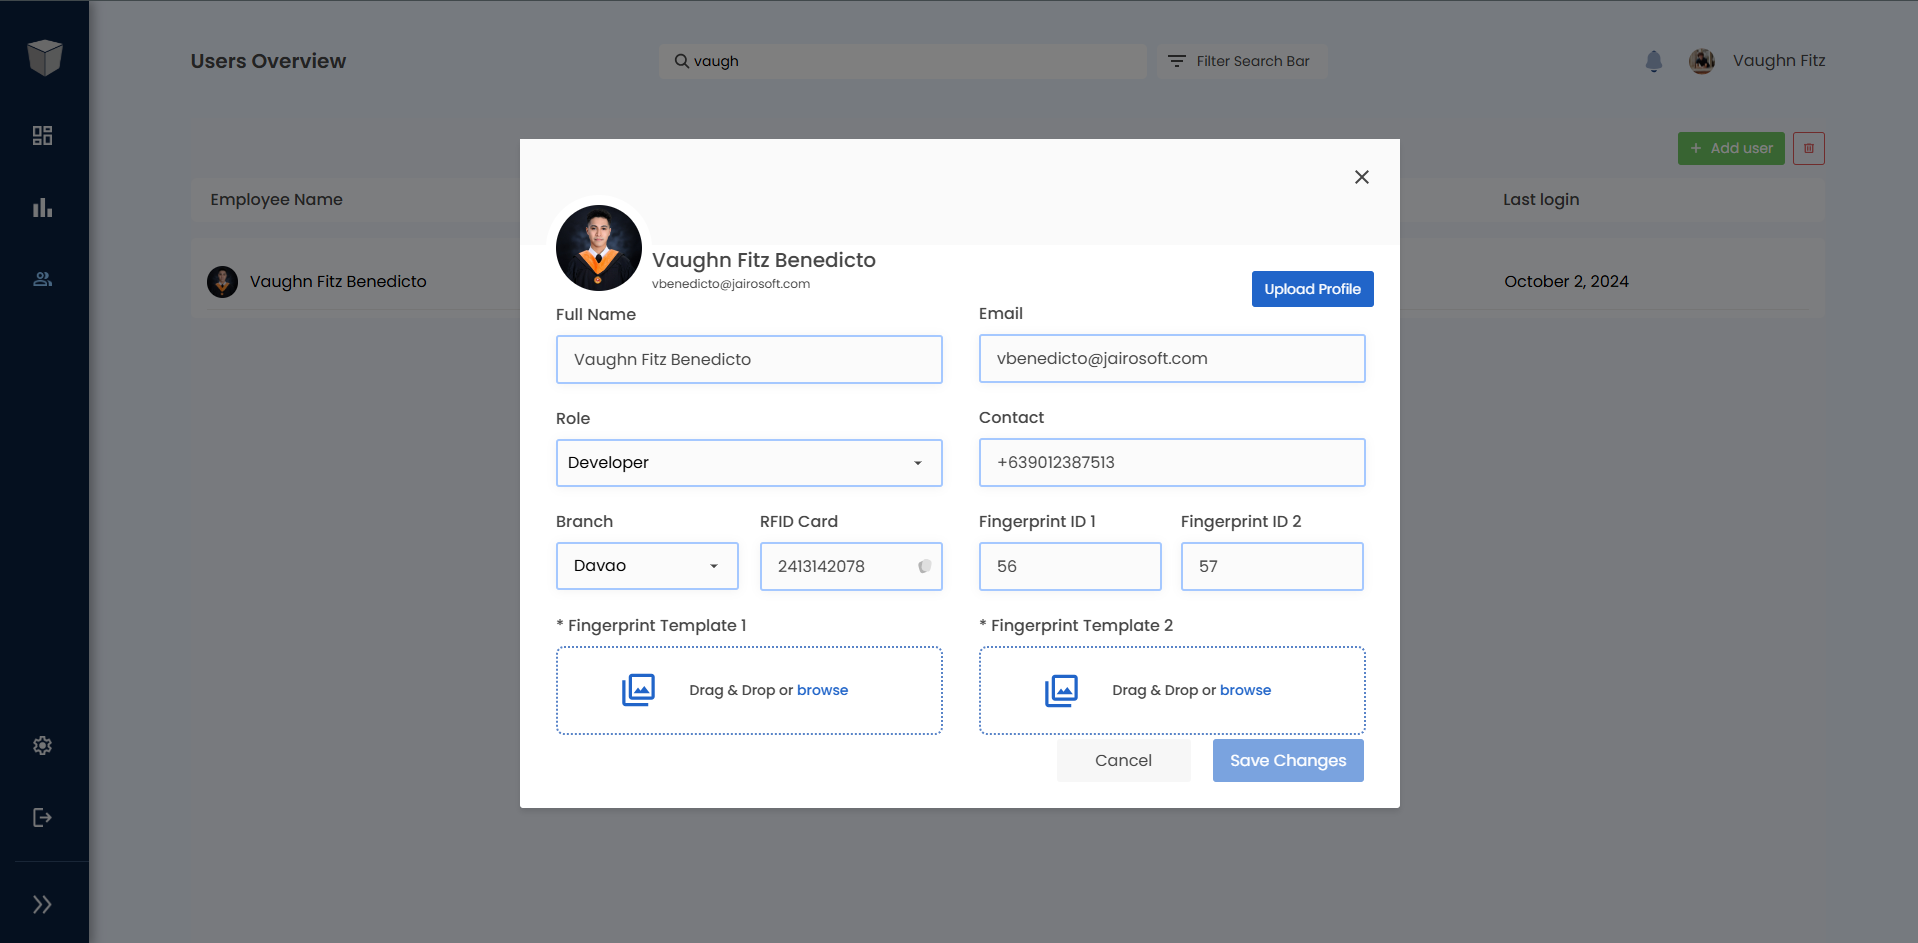 Users Overview
vaugh
Filter Search Bar
Vaughn Fitz
+ Add user
Employee Name
Last login
Vaughn Fitz Benedicto
October 2, 2024
Vaughn Fitz Benedicto
vbenedicto@jairosoft.com
Upload Profile
Full Name
Email
Vaughn Fitz Benedicto
vbenedicto@jairosoft.com
Role
Contact
Developer
+639012387513
Branch
RFID Card
Fingerprint ID 1
Fingerprint ID 2
Davao
2413142078
56
57
* Fingerprint Template 1
* Fingerprint Template 2
Drag & Drop or browse
Drag & Drop or browse
Cancel
Save Changes